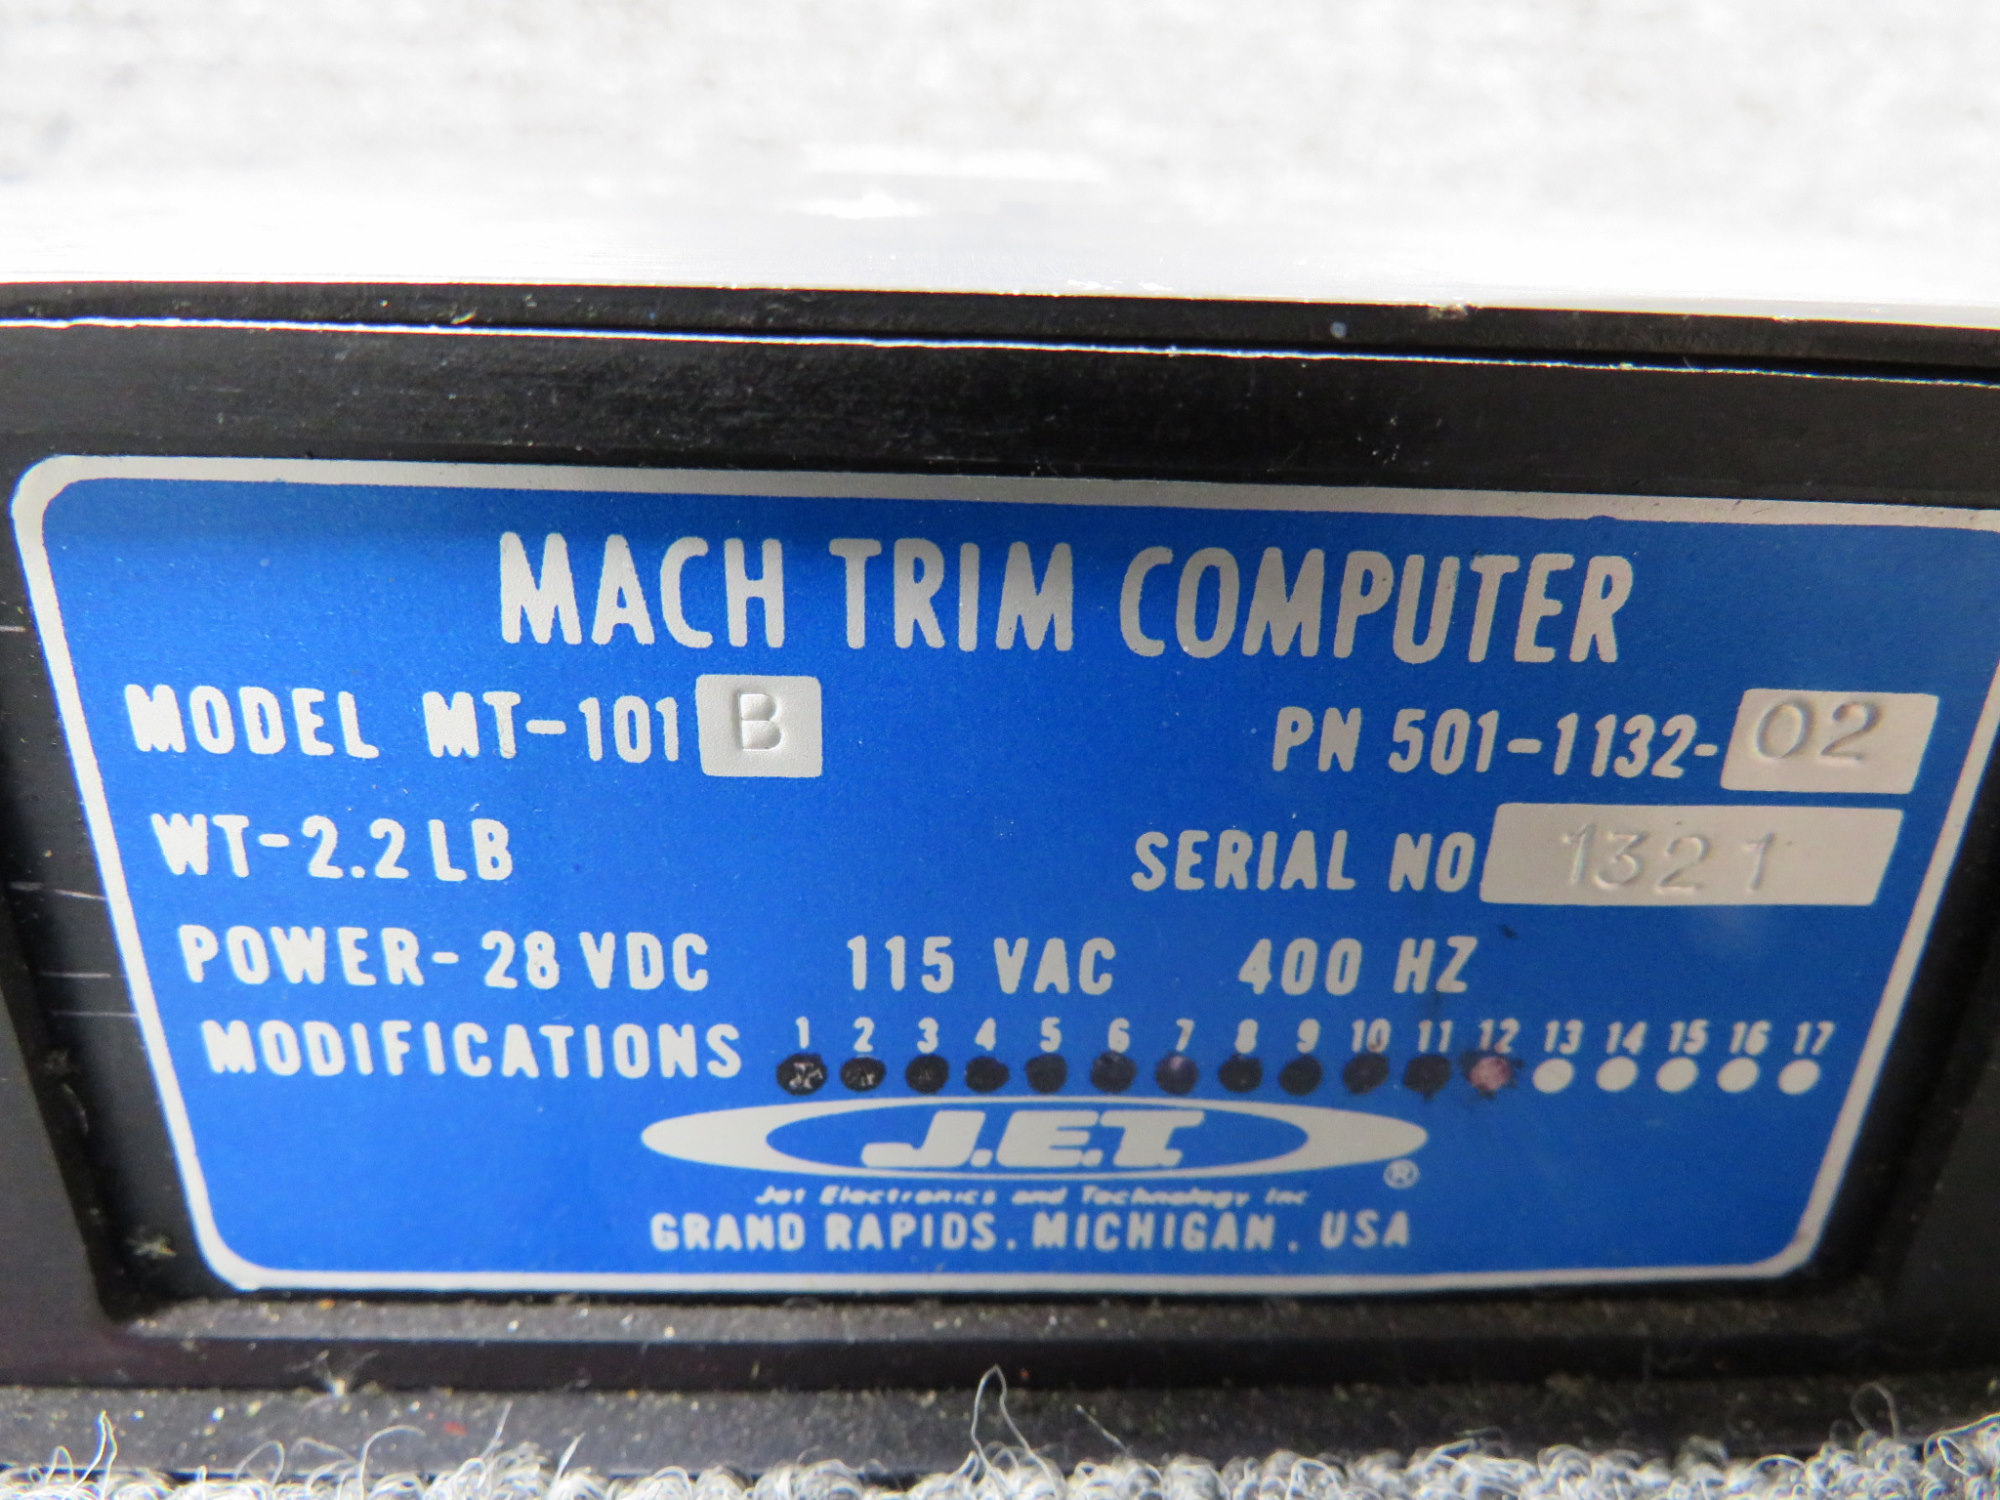 MACH TRIM COMPUTER
MODEL MT-101 B PN 501-1132-02
WT-2.2 LB SERIAL NO 1321
POWER- 28 VDC 115 VAC 400 HZ
MODIFICATIONS 1 2 3 4 5 6 7 8 9 10 11 12 13 14 15 16 17
J.E.T. ®
Jet Electronics and Technology Inc
GRAND RAPIDS, MICHIGAN, USA